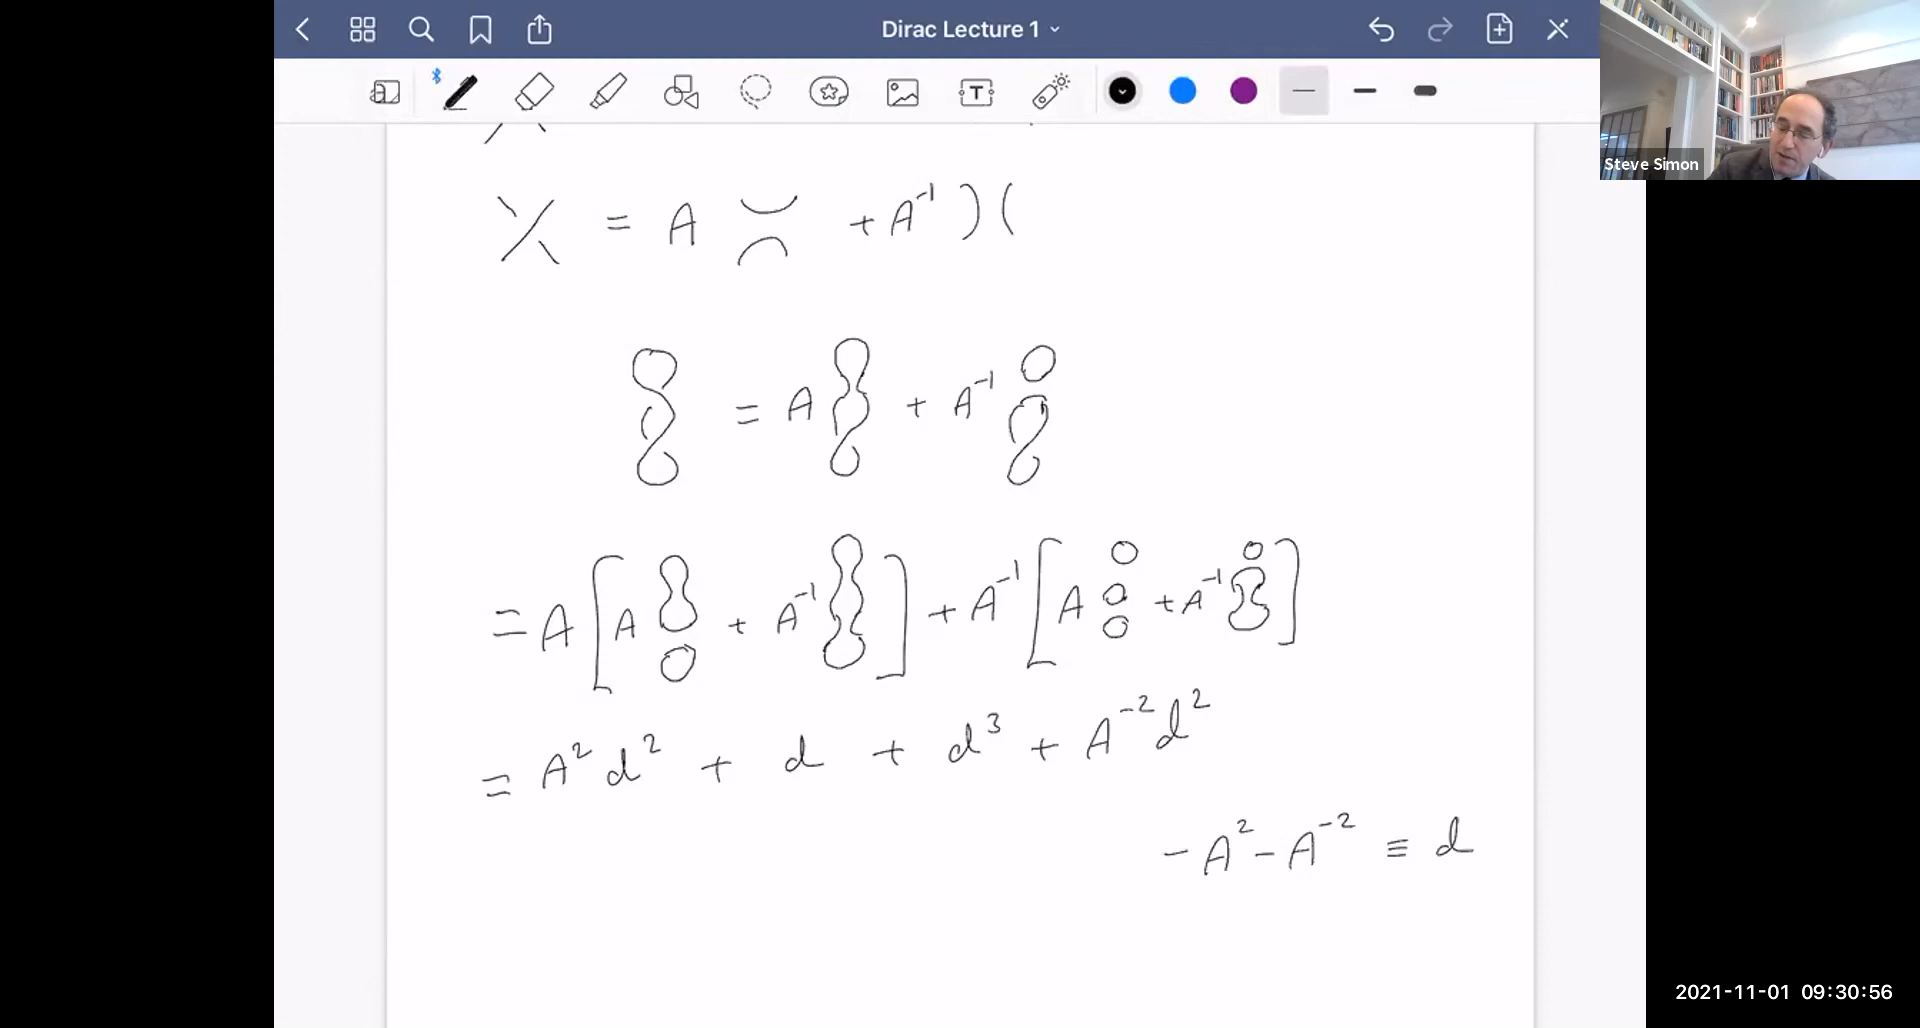 Dirac Lecture 1
T
Steve Simon
= A + A⁻¹ ) (
= A + A⁻¹
= A [ A + A⁻¹ ] + A⁻¹ [ A + A⁻¹ ]
= A² d² + d + d³ + A⁻² d²
- A² - A⁻² ≡ d
2021-11-01 09:30:56